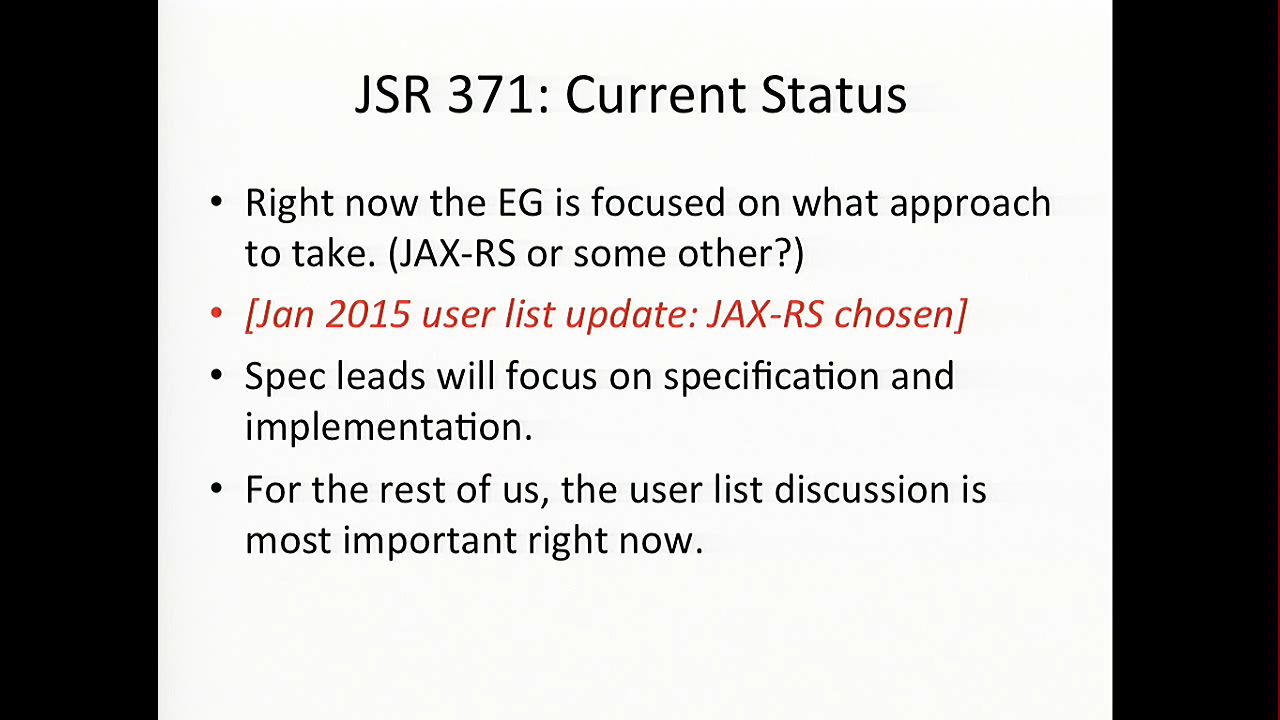 JSR 371: Current Status
• Right now the EG is focused on what approach
to take. (JAX-RS or some other?)
• [Jan 2015 user list update: JAX-RS chosen]
• Spec leads will focus on specification and
implementation.
• For the rest of us, the user list discussion is
most important right now.